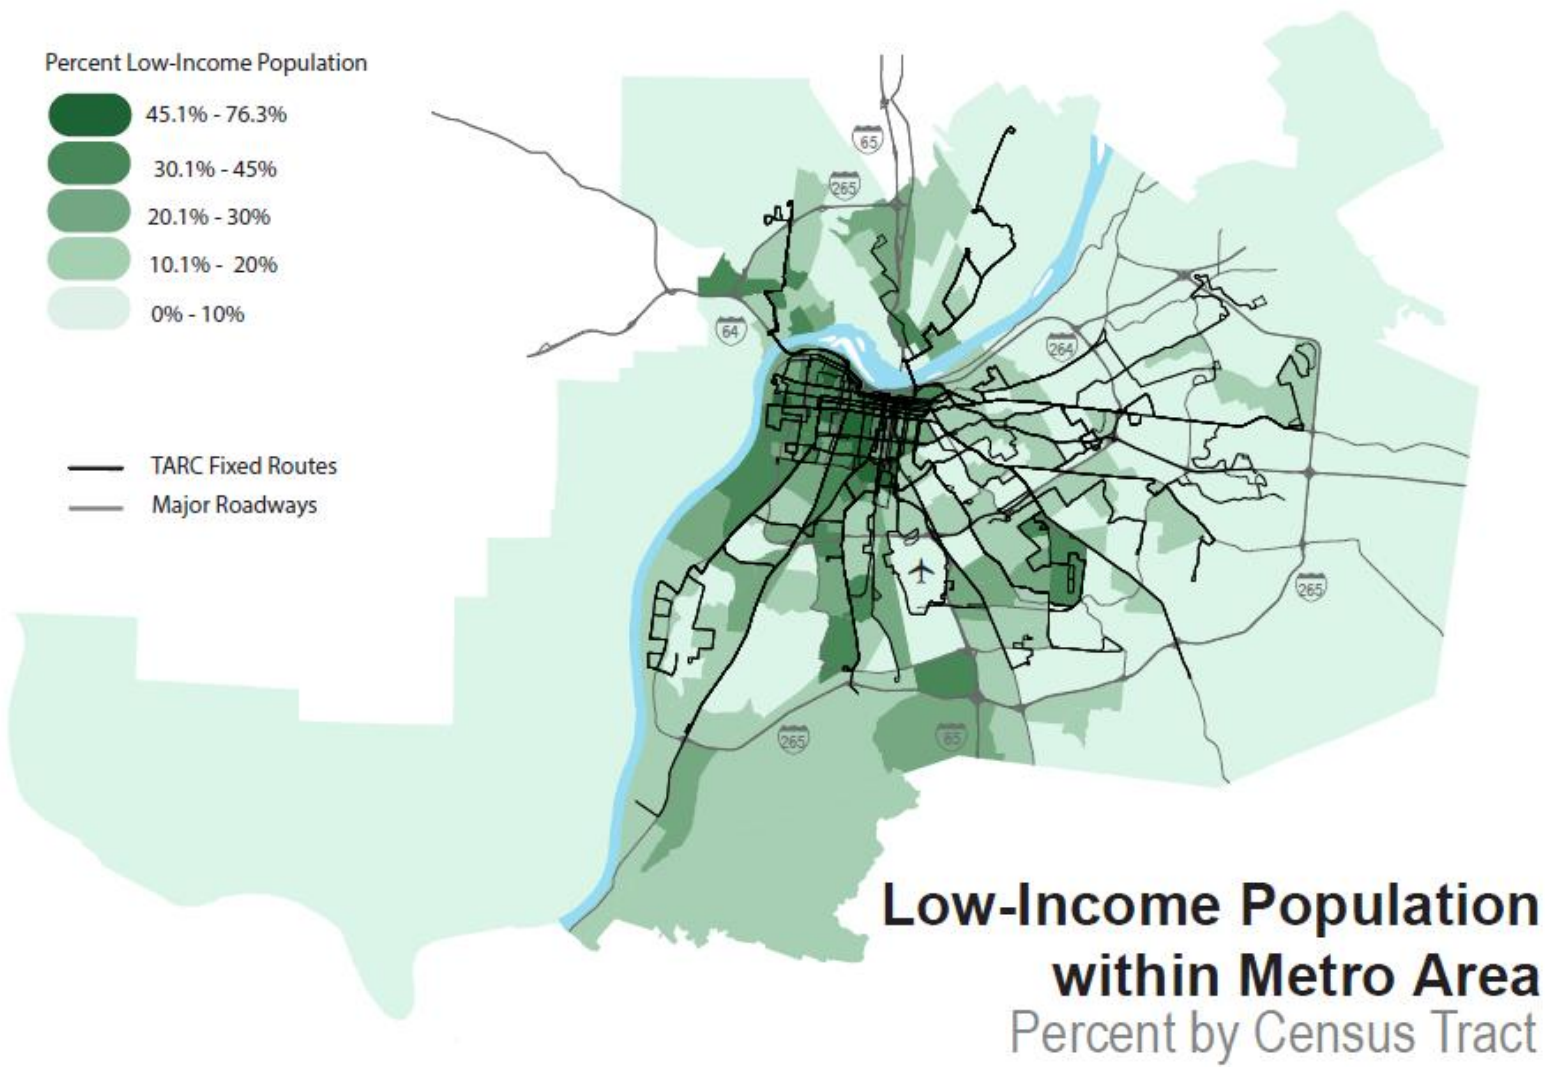 Percent Low-Income Population
45.1% - 76.3%
30.1% - 45%
20.1% - 30%
10.1% - 20%
0% - 10%
TARC Fixed Routes
Major Roadways
65
265
64
264
265
265
65
Low-Income Population
within Metro Area
Percent by Census Tract